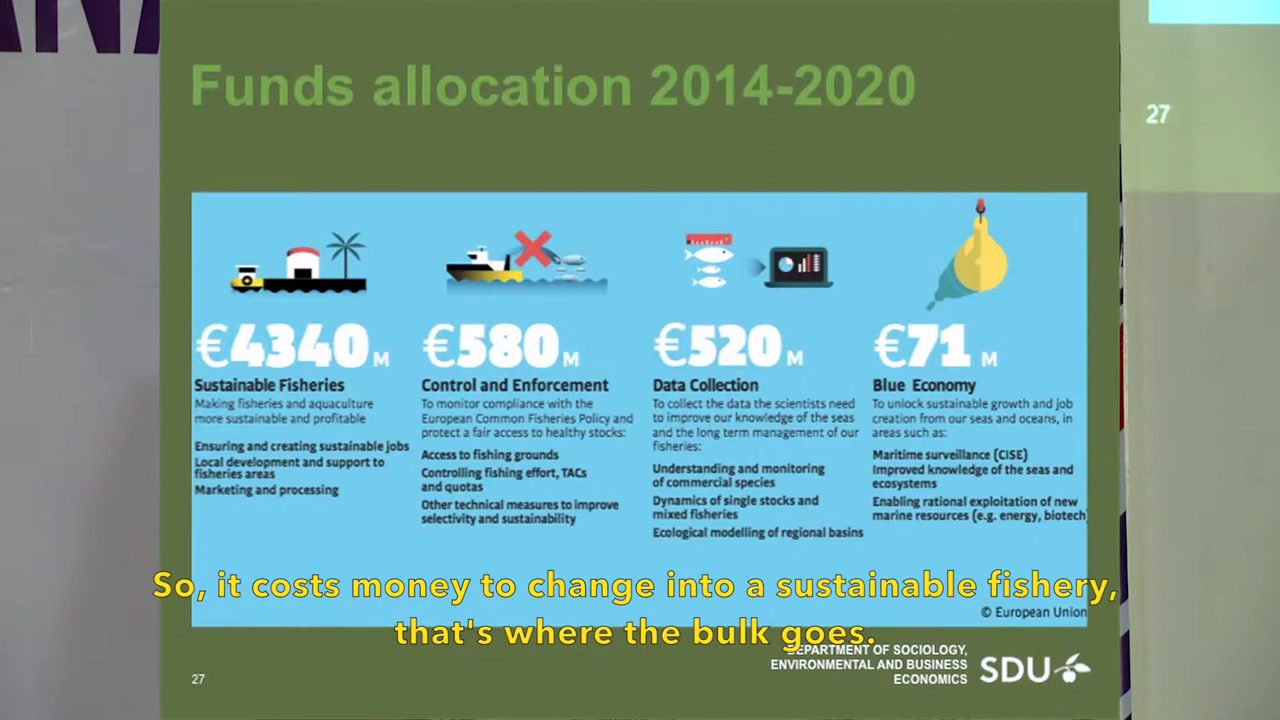 Funds allocation 2014-2020
27
€4340 M
Sustainable Fisheries
Making fisheries and aquaculture
more sustainable and profitable
Ensuring and creating sustainable jobs
Local development and support to
fisheries areas
Marketing and processing
€580 M
Control and Enforcement
To monitor compliance with the
European Common Fisheries Policy and
protect a fair access to healthy stocks:
Access to fishing grounds
Controlling fishing effort, TACs
and quotas
Other technical measures to improve
selectivity and sustainability
€520 M
Data Collection
To collect the data the scientists need
to improve our knowledge of the seas
and the long term management of our
fisheries:
Understanding and monitoring
of commercial species
Dynamics of single stocks and
mixed fisheries
Ecological modelling of regional basins
€71 M
Blue Economy
To unlock sustainable growth and job
creation from our seas and oceans, in
areas such as:
Maritime surveillance (CISE)
Improved knowledge of the seas and
ecosystems
Enabling rational exploitation of new
marine resources (e.g. energy, biotech)
© European Union
So, it costs money to change into a sustainable fishery,
that's where the bulk goes.
27
DEPARTMENT OF SOCIOLOGY,
ENVIRONMENTAL AND BUSINESS
ECONOMICS
SDU